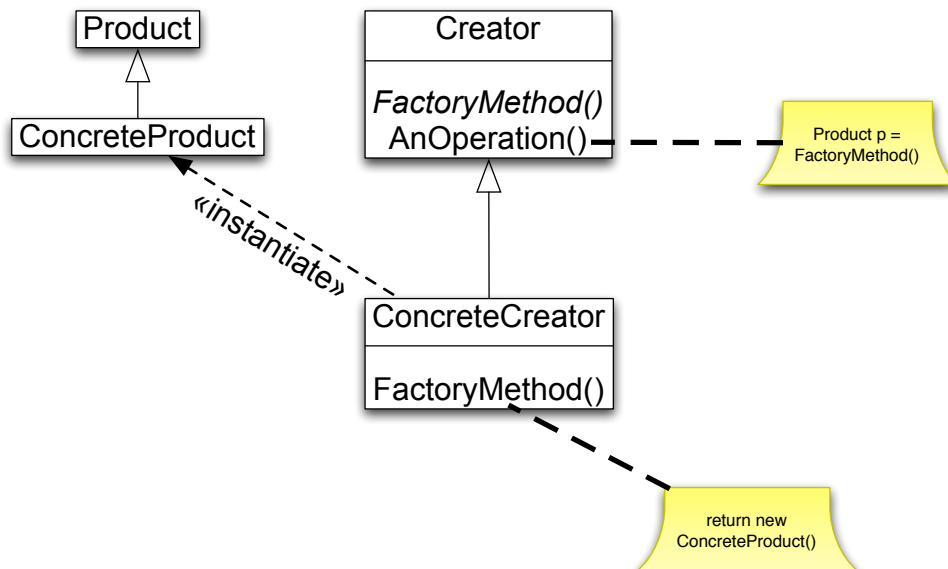 Product
ConcreteProduct
Creator
FactoryMethod()
AnOperation()
Product p =
FactoryMethod()
«instantiate»
ConcreteCreator
FactoryMethod()
return new
ConcreteProduct()